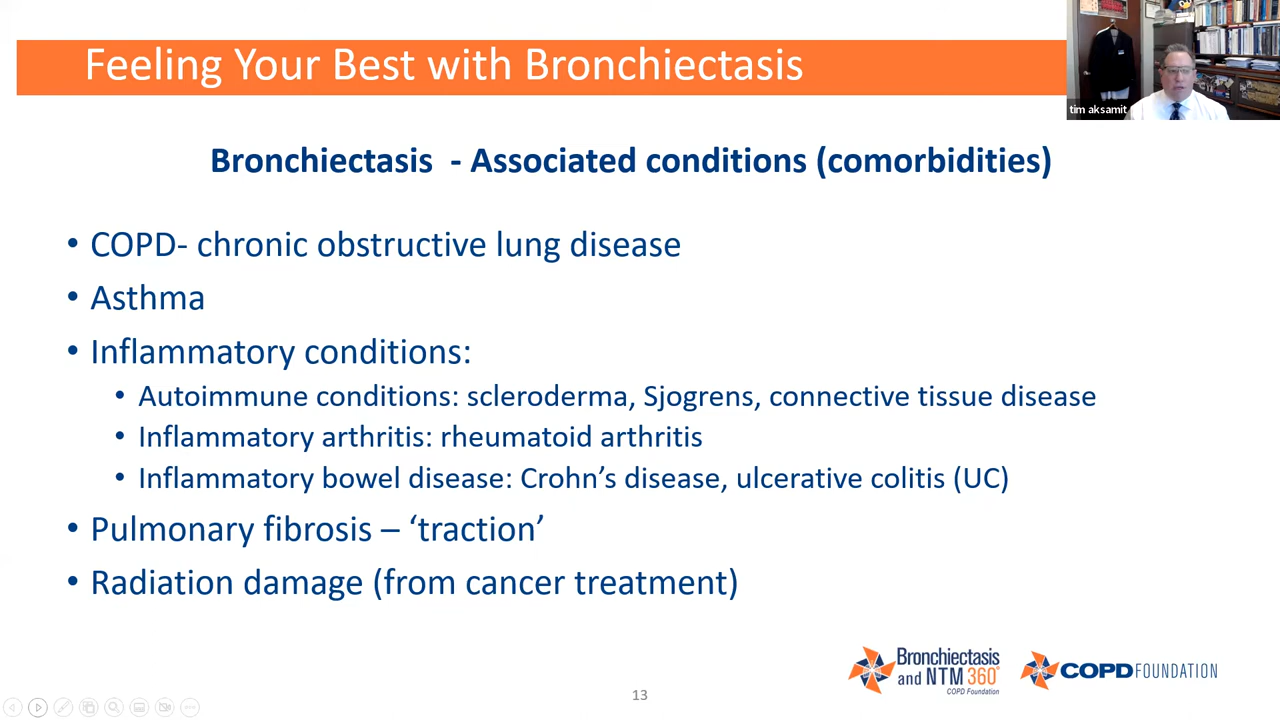 Feeling Your Best with Bronchiectasis
tim aksamit
Bronchiectasis - Associated conditions (comorbidities)
• COPD- chronic obstructive lung disease
• Asthma
• Inflammatory conditions:
• Autoimmune conditions: scleroderma, Sjogrens, connective tissue disease
• Inflammatory arthritis: rheumatoid arthritis
• Inflammatory bowel disease: Crohn’s disease, ulcerative colitis (UC)
• Pulmonary fibrosis – ‘traction’
• Radiation damage (from cancer treatment)
Bronchiectasis
and NTM 360°
COPD Foundation
COPDFOUNDATION
13